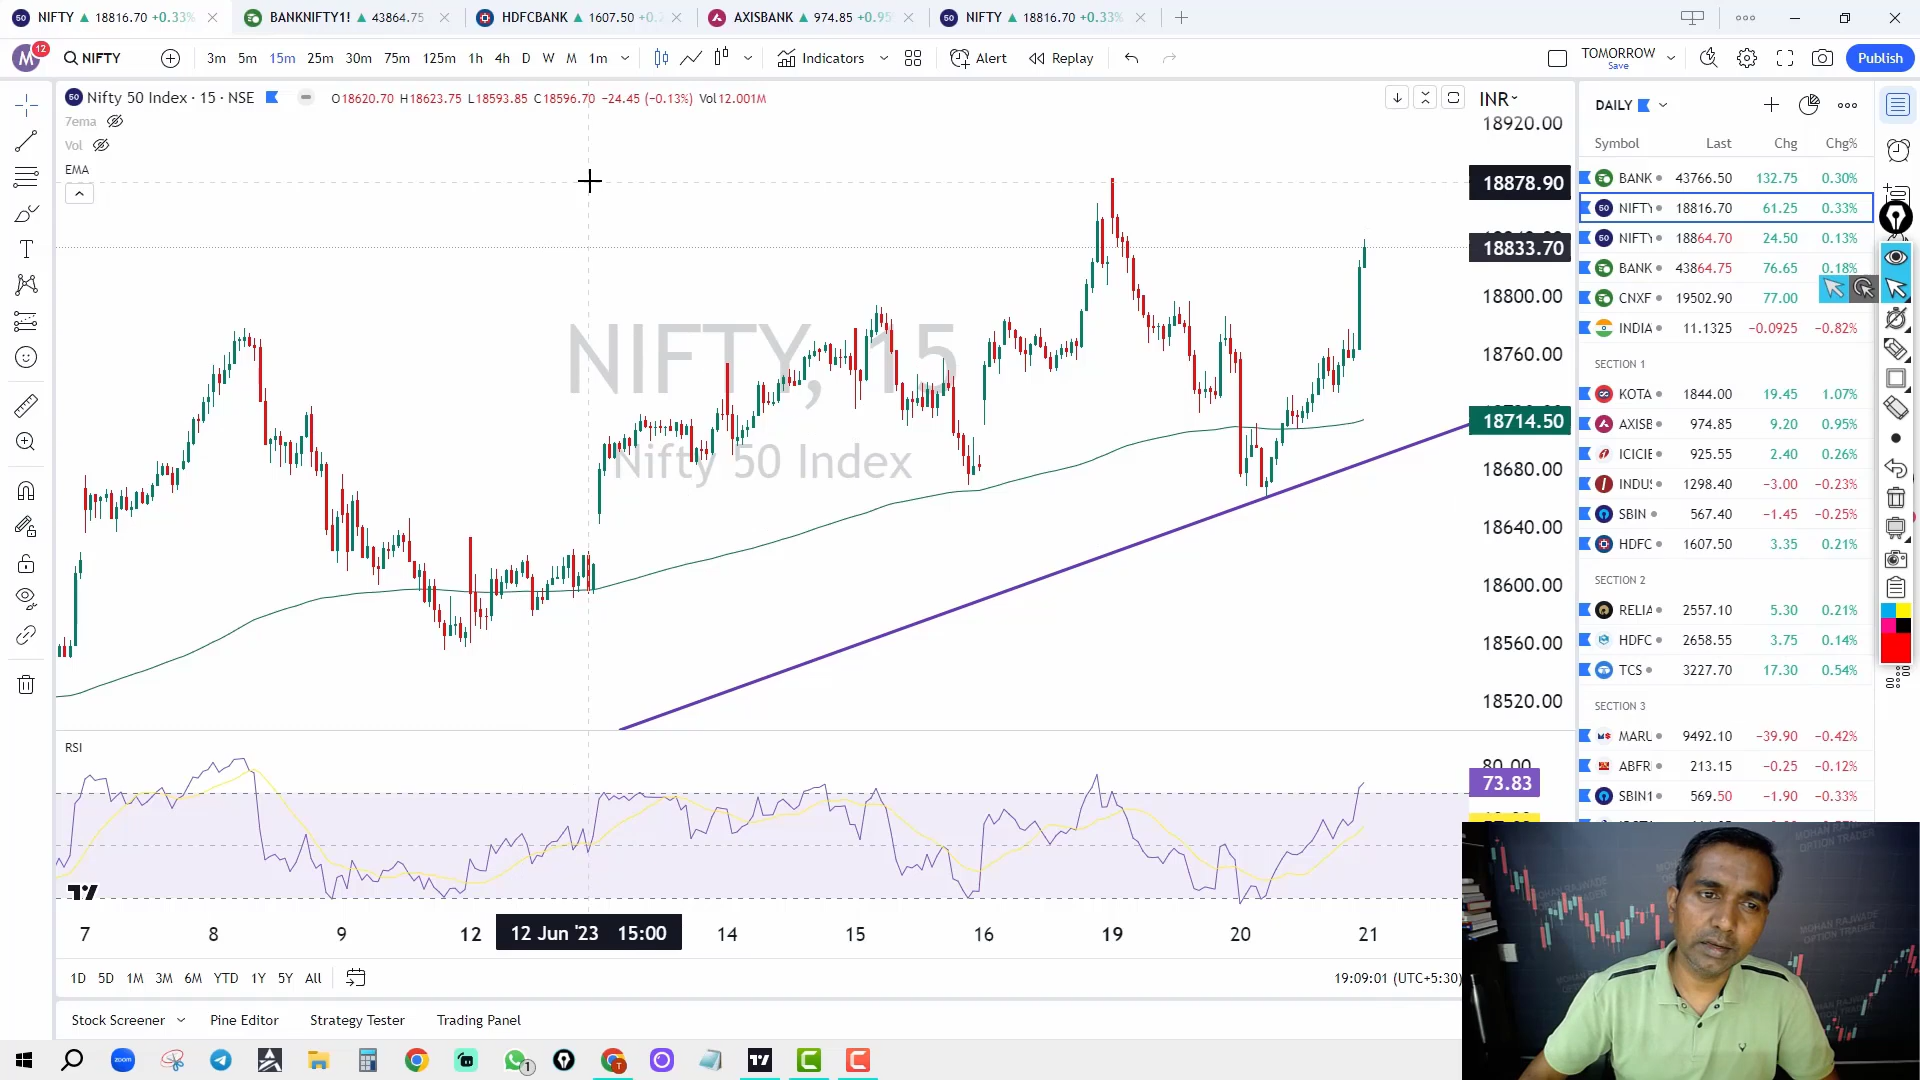 NIFTY ▲ 18816.70 +0.33%
BANKNIFTY1! ▲ 43864.75
HDFCBANK ▲ 1607.50 +0.2
AXISBANK ▲ 974.85 +0.95
NIFTY ▲ 18816.70 +0.33%
M 12 NIFTY 3m 5m 15m 25m 30m 75m 125m 1h 4h D W M 1m Indicators Alert Replay TOMORROW Save Publish
Nifty 50 Index · 15 · NSE O18620.70 H18623.75 L18593.85 C18596.70 −24.45 (−0.13%) Vol12.001M
7ema
Vol
EMA
INR
18920.00
18878.90
18833.70
18800.00
18760.00
18714.50
18680.00
18640.00
18600.00
18560.00
18520.00
NIFTY, 15
Nifty 50 Index
RSI
80.00
73.83
7 8 9 12 12 Jun '23 15:00 14 15 16 19 20 21
1D 5D 1M 3M 6M YTD 1Y 5Y All
19:09:01 (UTC+5:30)
Stock Screener Pine Editor Strategy Tester Trading Panel
DAILY
Symbol Last Chg Chg%
BANK 43766.50 132.75 0.30%
NIFTY 18816.70 61.25 0.33%
NIFTY 18864.70 24.50 0.13%
BANK 43864.75 76.65 0.18%
CNXF 19502.90 77.00
INDIA 11.1325 −0.0925 −0.82%
SECTION 1
KOTA 1844.00 19.45 1.07%
AXISB 974.85 9.20 0.95%
ICICIE 925.55 2.40 0.26%
INDUS 1298.40 −3.00 −0.23%
SBIN 567.40 −1.45 −0.25%
HDFC 1607.50 3.35 0.21%
SECTION 2
RELIA 2557.10 5.30 0.21%
HDFC 2658.55 3.75 0.14%
TCS 3227.70 17.30 0.54%
SECTION 3
MARU 9492.10 −39.90 −0.42%
ABFR 213.15 −0.25 −0.12%
SBIN1 569.50 −1.90 −0.33%
MOHAN RAJWADE
OPTION TRADER
zoom
1